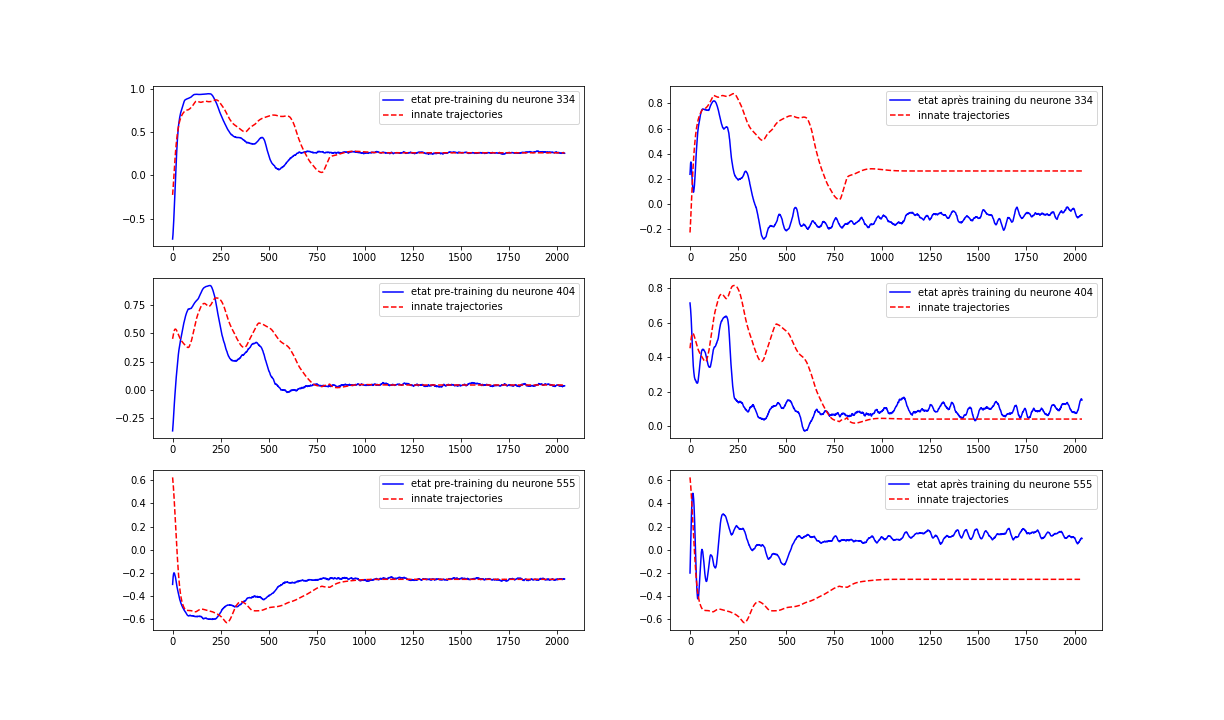 etat pre-training du neurone 334
innate trajectories
1.0
0.5
0.0
−0.5
0 250 500 750 1000 1250 1500 1750 2000
etat après training du neurone 334
innate trajectories
0.8
0.6
0.4
0.2
0.0
−0.2
0 250 500 750 1000 1250 1500 1750 2000
etat pre-training du neurone 404
innate trajectories
0.75
0.50
0.25
0.00
−0.25
0 250 500 750 1000 1250 1500 1750 2000
etat après training du neurone 404
innate trajectories
0.8
0.6
0.4
0.2
0.0
0 250 500 750 1000 1250 1500 1750 2000
etat pre-training du neurone 555
innate trajectories
0.6
0.4
0.2
0.0
−0.2
−0.4
−0.6
0 250 500 750 1000 1250 1500 1750 2000
etat après training du neurone 555
innate trajectories
0.6
0.4
0.2
0.0
−0.2
−0.4
−0.6
0 250 500 750 1000 1250 1500 1750 2000